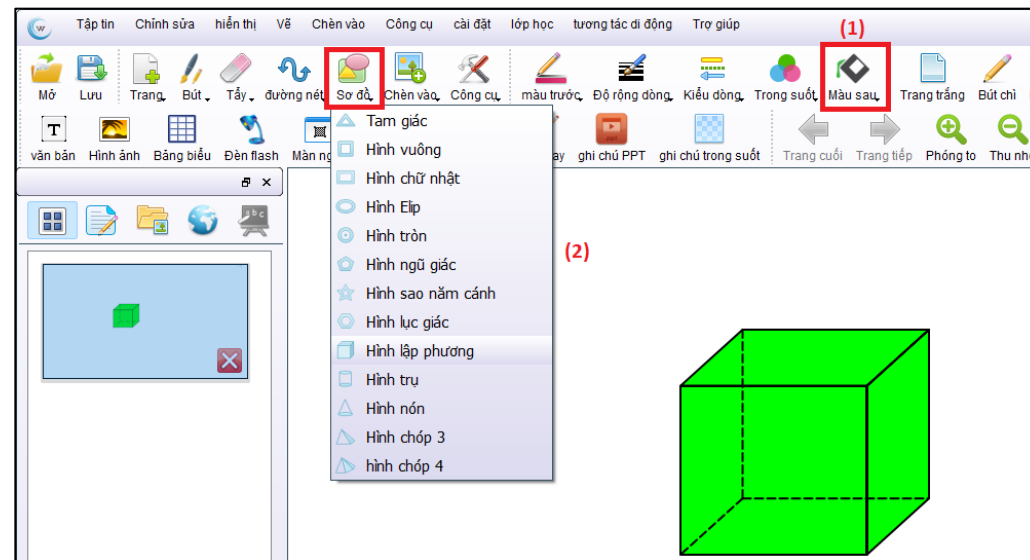 Tập tin Chỉnh sửa hiển thị Vẽ Chèn vào Công cụ cài đặt lớp học tương tác di động Trợ giúp
(1)
Mở Lưu Trang Bút Tẩy đường nét Sơ đồ Chèn vào Công cụ màu trước Độ rộng dòng Kiểu dòng Trong suốt Màu sau Trang trắng Bút chì
T
văn bản Hình ảnh Bảng biểu Đèn flash Màn ng ay ghi chú PPT ghi chú trong suốt Trang cuối Trang tiếp Phóng to Thu nhỏ
Tam giác
Hình vuông
Hình chữ nhật
Hình Elip
Hình tròn
(2)
Hình ngũ giác
Hình sao năm cánh
Hình lục giác
Hình lập phương
Hình trụ
Hình nón
Hình chóp 3
hình chóp 4